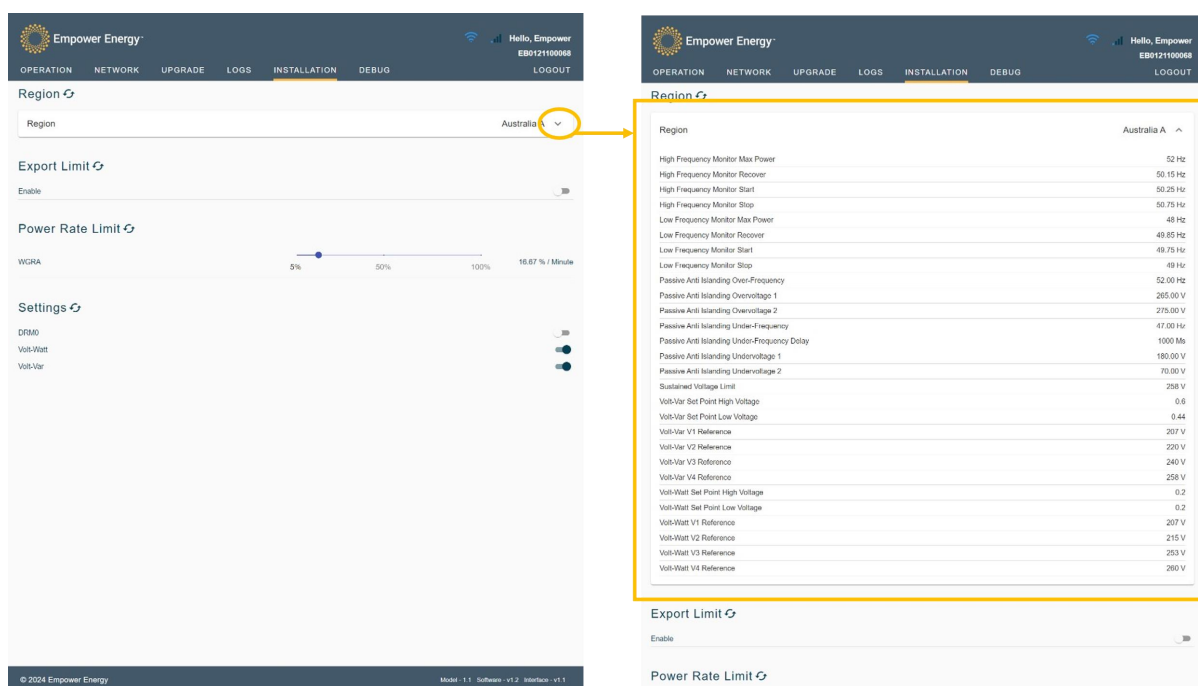 Empower Energy™
Hello, Empower
EB0121100068
OPERATION NETWORK UPGRADE LOGS INSTALLATION DEBUG LOGOUT
Region
Region Australia A
Export Limit
Enable
Power Rate Limit
WGRA 5% 50% 100% 16.67 % / Minute
Settings
DRM0
Volt-Watt
Volt-Var
© 2024 Empower Energy Model - 1.1 Software - v1.2 Interface - v1.1
Empower Energy™
Hello, Empower
EB0121100068
OPERATION NETWORK UPGRADE LOGS INSTALLATION DEBUG LOGOUT
Region
Region Australia A
High Frequency Monitor Max Power 52 Hz
High Frequency Monitor Recover 50.15 Hz
High Frequency Monitor Start 50.25 Hz
High Frequency Monitor Stop 50.75 Hz
Low Frequency Monitor Max Power 48 Hz
Low Frequency Monitor Recover 49.85 Hz
Low Frequency Monitor Start 49.75 Hz
Low Frequency Monitor Stop 49 Hz
Passive Anti Islanding Over-Frequency 52.00 Hz
Passive Anti Islanding Overvoltage 1 265.00 V
Passive Anti Islanding Overvoltage 2 275.00 V
Passive Anti Islanding Under-Frequency 47.00 Hz
Passive Anti Islanding Under-Frequency Delay 1000 Ms
Passive Anti Islanding Undervoltage 1 180.00 V
Passive Anti Islanding Undervoltage 2 70.00 V
Sustained Voltage Limit 258 V
Volt-Var Set Point High Voltage 0.6
Volt-Var Set Point Low Voltage 0.44
Volt-Var V1 Reference 207 V
Volt-Var V2 Reference 220 V
Volt-Var V3 Reference 240 V
Volt-Var V4 Reference 258 V
Volt-Watt Set Point High Voltage 0.2
Volt-Watt Set Point Low Voltage 0.2
Volt-Watt V1 Reference 207 V
Volt-Watt V2 Reference 215 V
Volt-Watt V3 Reference 253 V
Volt-Watt V4 Reference 260 V
Export Limit
Enable
Power Rate Limit